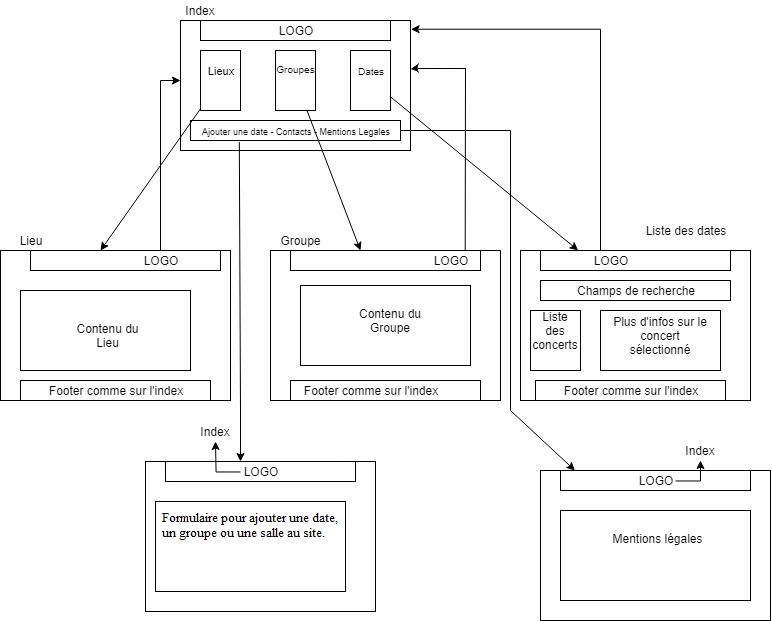 Index
LOGO
Lieux
Groupes
Dates
Ajouter une date - Contacts - Mentions Legales
Lieu
Groupe
Liste des dates
LOGO
LOGO
LOGO
Contenu du
Lieu
Contenu du
Groupe
Champs de recherche
Liste
des
concerts
Plus d'infos sur le
concert
sélectionné
Footer comme sur l'index
Footer comme sur l'index
Footer comme sur l'index
Index
LOGO
Formulaire pour ajouter une date,
un groupe ou une salle au site.
Index
LOGO
Mentions légales